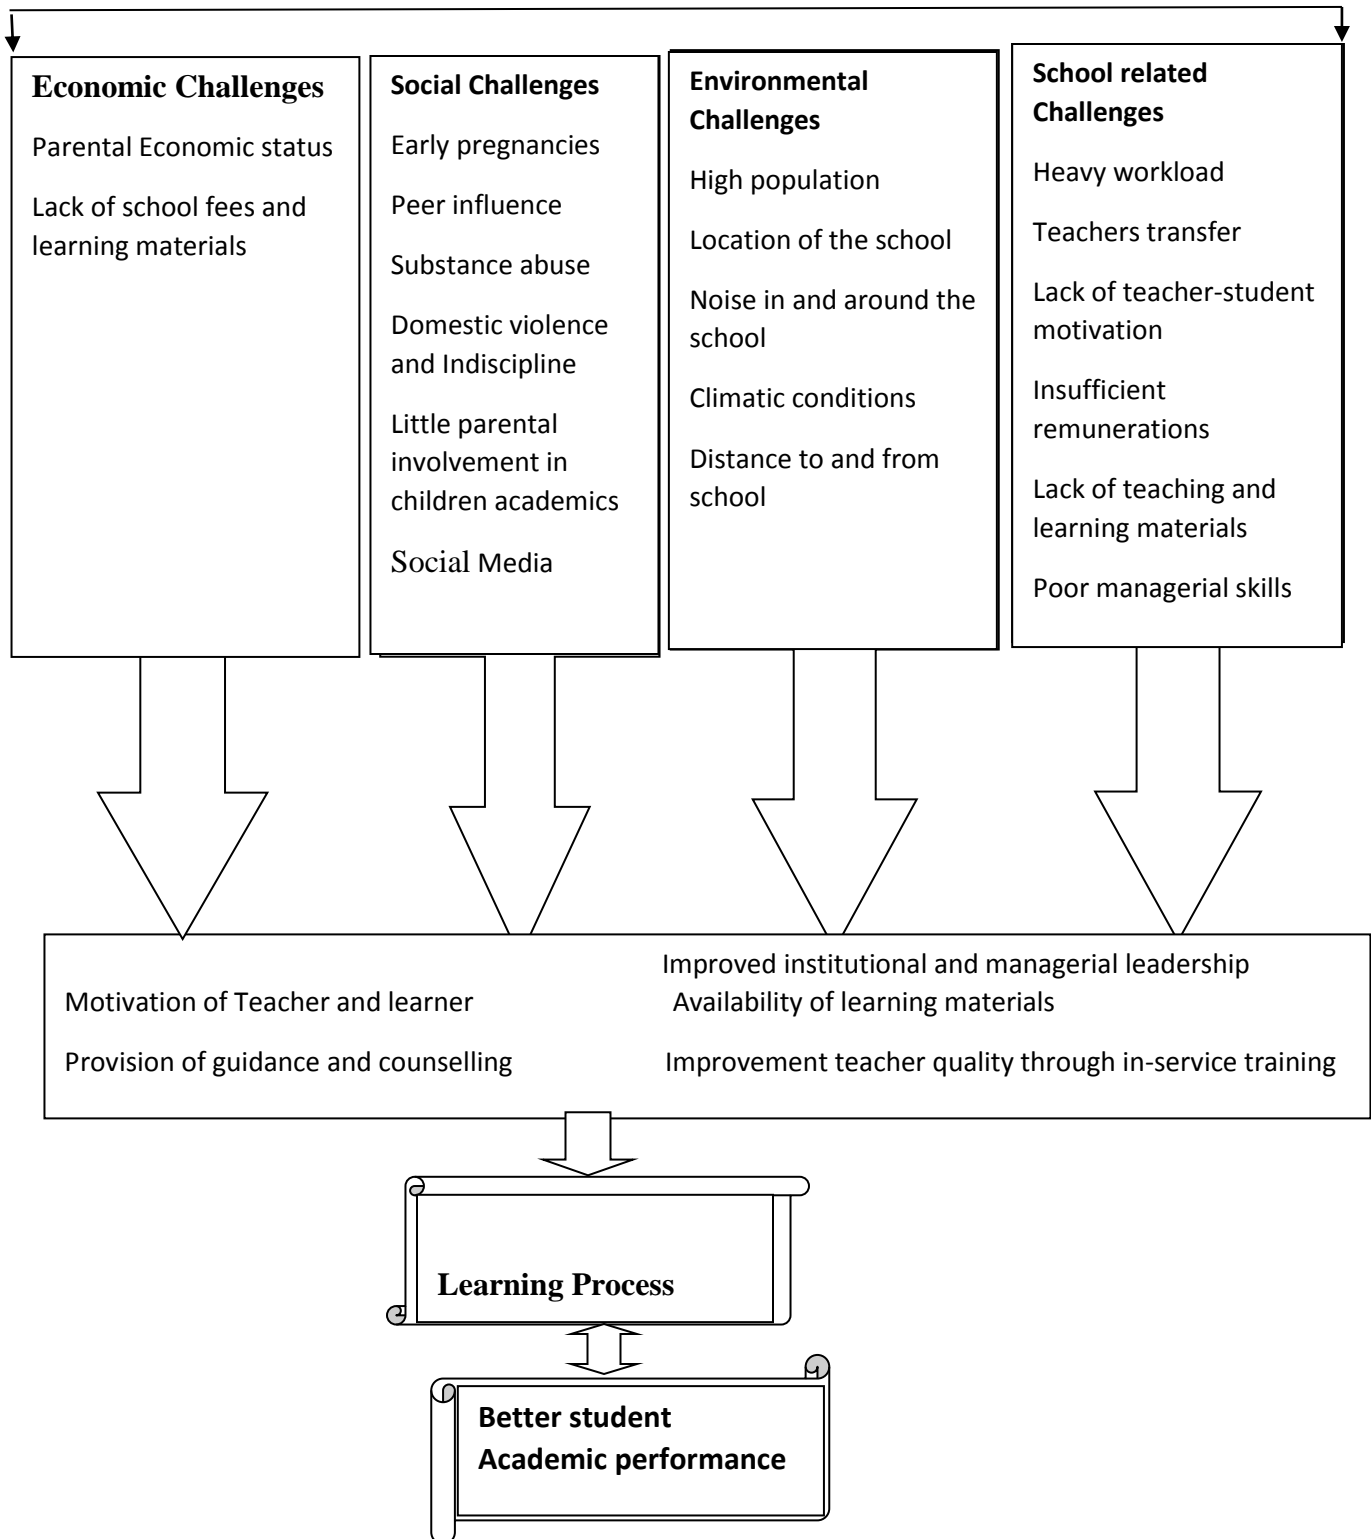 Economic Challenges
Parental Economic status
Lack of school fees and
learning materials
Social Challenges
Early pregnancies
Peer influence
Substance abuse
Domestic violence
and Indiscipline
Little parental
involvement in
children academics
Social Media
Environmental
Challenges
High population
Location of the school
Noise in and around the
school
Climatic conditions
Distance to and from
school
School related
Challenges
Heavy workload
Teachers transfer
Lack of teacher-student
motivation
Insufficient
remunerations
Lack of teaching and
learning materials
Poor managerial skills
Improved institutional and managerial leadership
Motivation of Teacher and learner Availability of learning materials
Provision of guidance and counselling Improvement teacher quality through in-service training
Learning Process
Better student
Academic performance